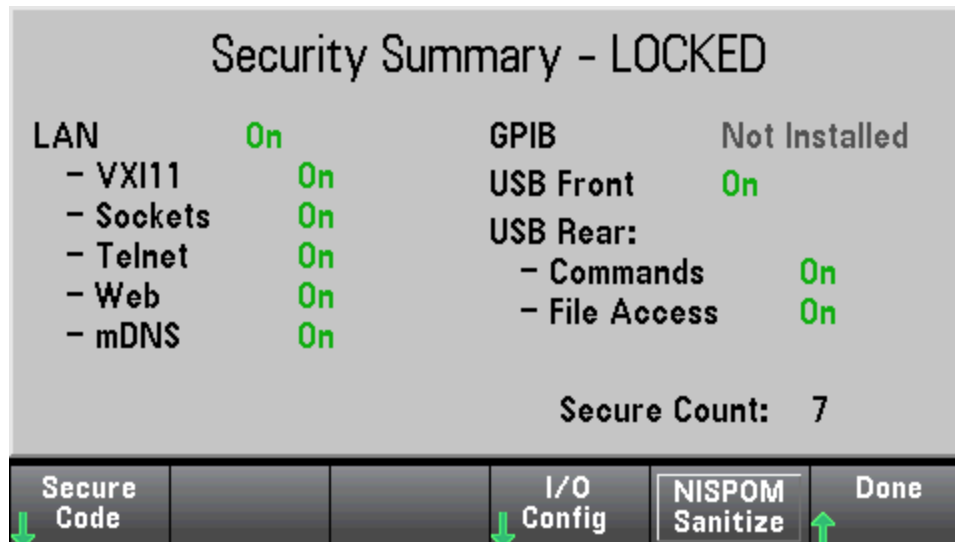 Security Summary - LOCKED
LAN On
- VXI11 On
- Sockets On
- Telnet On
- Web On
- mDNS On
GPIB Not Installed
USB Front On
USB Rear:
- Commands On
- File Access On
Secure Count: 7
Secure Code
I/O Config
NISPOM Sanitize
Done